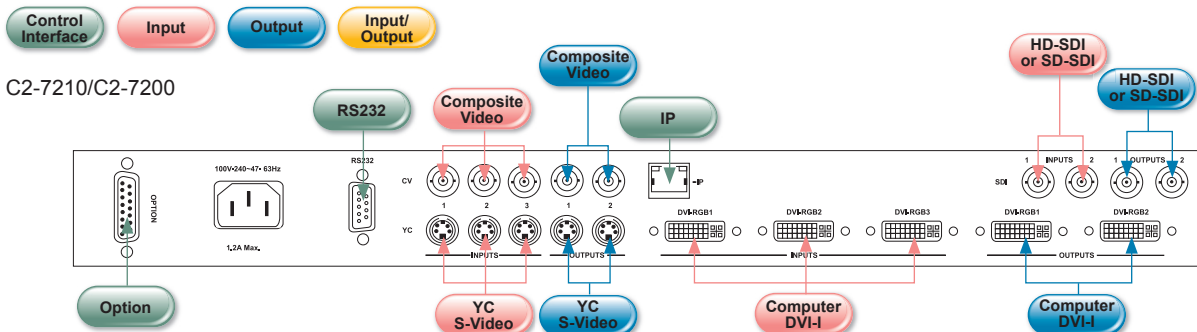 Control
Interface
Input
Output
Input/
Output
C2-7210/C2-7200
RS232
Composite
Video
Composite
Video
IP
HD-SDI
or SD-SDI
HD-SDI
or SD-SDI
OPTION
100V-240~47- 63Hz
1.2A Max.
RS232
CV
1 2 3 1 2
YC
INPUTS OUTPUTS
IP
DVI-RGB1 DVI-RGB2 DVI-RGB3
INPUTS
1 INPUTS 2 1 OUTPUTS 2
SDI
DVI-RGB1 DVI-RGB2
OUTPUTS
Option
YC
S-Video
YC
S-Video
Computer
DVI-I
Computer
DVI-I